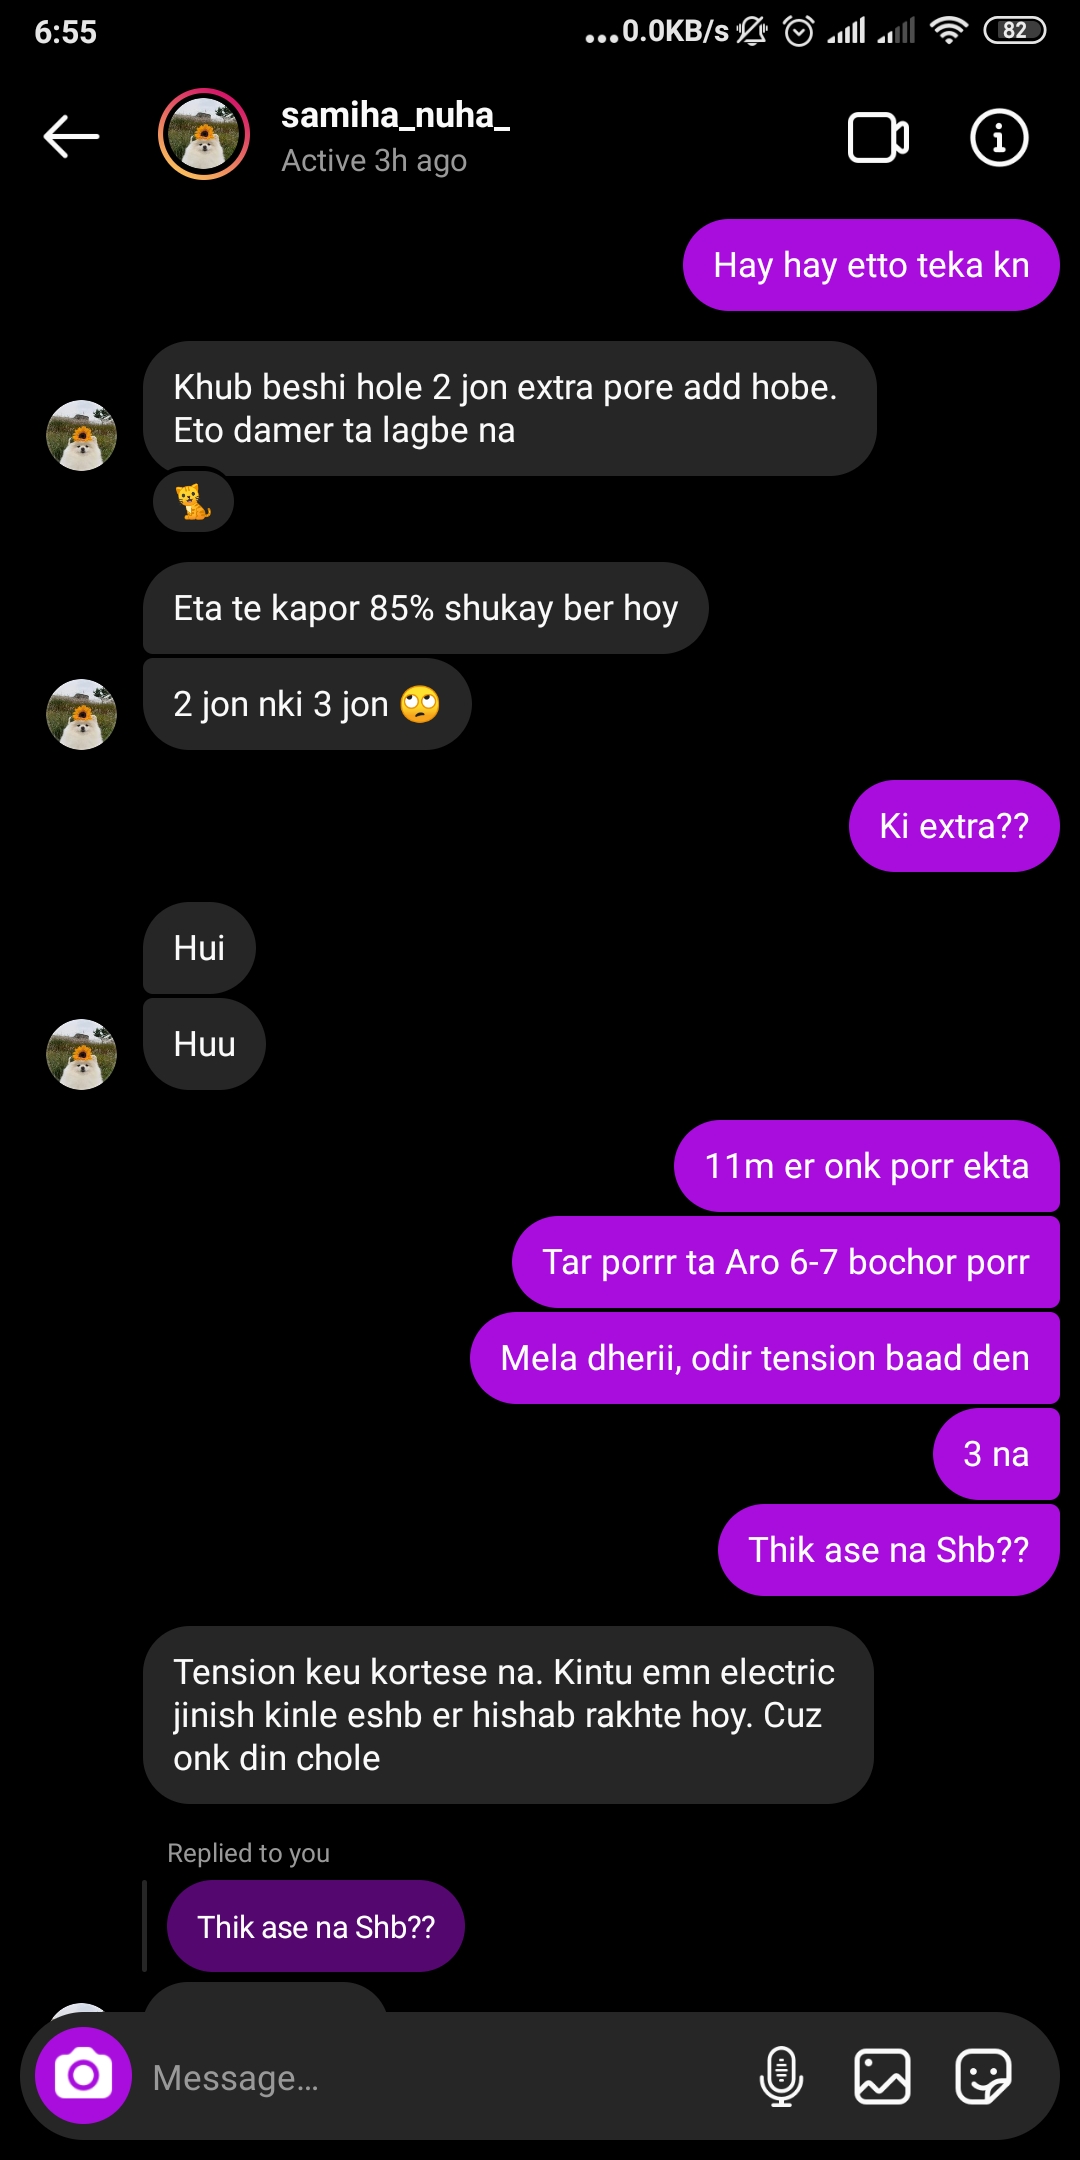 6:55
...0.0KB/s
82
samiha_nuha_
Active 3h ago
Hay hay etto teka kn
Khub beshi hole 2 jon extra pore add hobe.
Eto damer ta lagbe na
Eta te kapor 85% shukay ber hoy
2 jon nki 3 jon 🙄
Ki extra??
Hui
Huu
11m er onk porr ekta
Tar porrr ta Aro 6-7 bochor porr
Mela dherii, odir tension baad den
3 na
Thik ase na Shb??
Tension keu kortese na. Kintu emn electric
jinish kinle eshb er hishab rakhte hoy. Cuz
onk din chole
Replied to you
Thik ase na Shb??
Message...